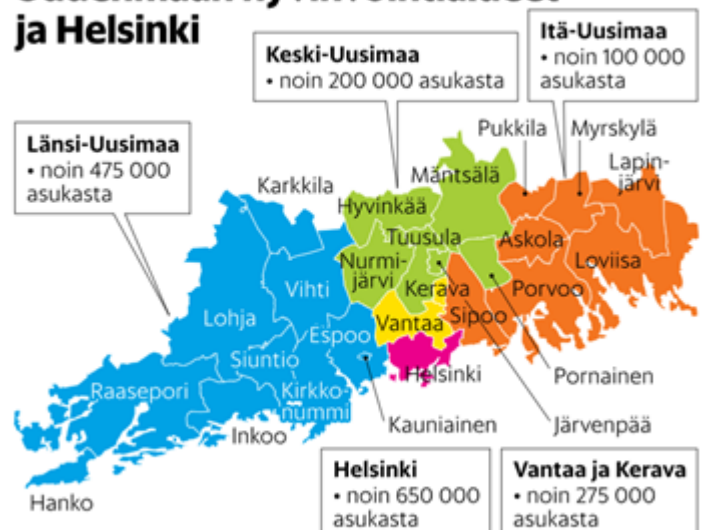 ja Helsinki
Itä-Uusimaa
• noin 100 000
asukasta
Keski-Uusimaa
• noin 200 000 asukasta
Länsi-Uusimaa
• noin 475 000
asukasta
Pukkila
Myrskylä
Lapin-
järvi
Mäntsälä
Karkkila
Hyvinkää
Tuusula
Askola
Nurmi-
järvi
Loviisa
Vihti
Kerava
Porvoo
Lohja
Vantaa
Sipoo
Espoo
Siuntio
Helsinki
Pornainen
Raasepori
Kirkko-
nummi
Kauniainen
Järvenpää
Inkoo
Hanko
Helsinki
• noin 650 000
asukasta
Vantaa ja Kerava
• noin 275 000
asukasta